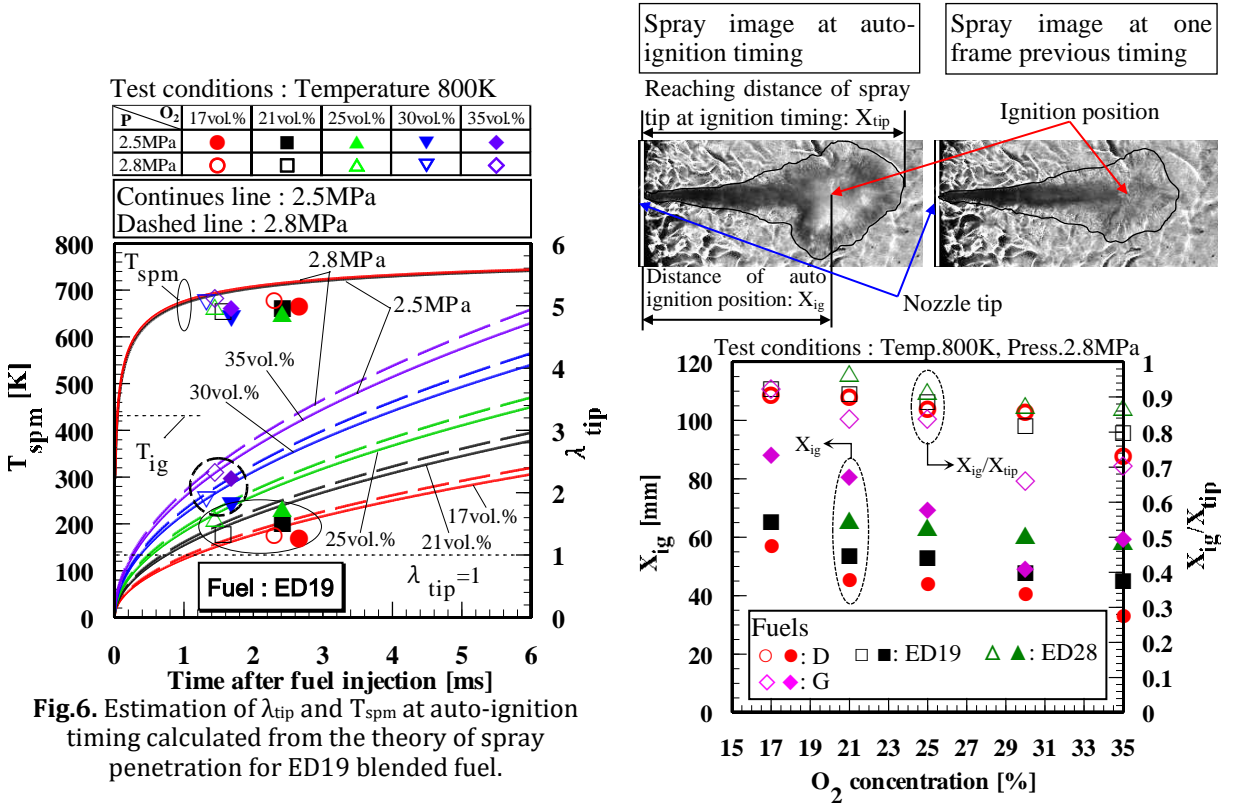 Test conditions : Temperature 800K
P O2 17vol.% 21vol.% 25vol.% 30vol.% 35vol.%
2.5MPa
2.8MPa
Continues line : 2.5MPa
Dashed line : 2.8MPa
800
700
600
500
400
300
200
100
0
Tspm [K]
6
5
4
3
2
1
0
λtip
Tspm
2.8MPa
2.5MPa
35vol.%
30vol.%
Tig
17vol.%
25vol.%
21vol.%
λtip=1
Fuel : ED19
0 1 2 3 4 5 6
Time after fuel injection [ms]
Fig.6. Estimation of λtip and Tspm at auto-ignition
timing calculated from the theory of spray
penetration for ED19 blended fuel.
Spray image at auto-
ignition timing
Spray image at one
frame previous timing
Reaching distance of spray
tip at ignition timing: Xtip
Ignition position
Distance of auto
ignition position: Xig
Nozzle tip
Test conditions : Temp.800K, Press.2.8MPa
120
100
80
60
40
20
0
Xig [mm]
1
0.9
0.8
0.7
0.6
0.5
0.4
0.3
0.2
0.1
0
Xig/Xtip
Xig
Xig/Xtip
Fuels
: D : ED19 : ED28
: G
15 17 19 21 23 25 27 29 31 33 35
O2 concentration [%]